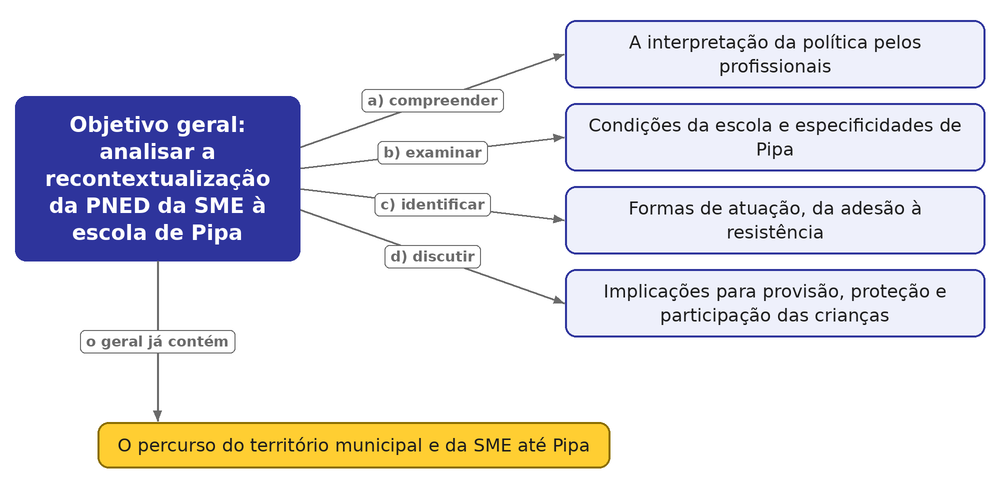 Objetivo geral:
analisar a
recontextualização
da PNED da SME à
escola de Pipa
a) compreender
A interpretação da política pelos
profissionais
b) examinar
Condições da escola e especificidades de
Pipa
c) identificar
Formas de atuação, da adesão à
resistência
d) discutir
Implicações para provisão, proteção e
participação das crianças
o geral já contém
O percurso do território municipal e da SME até Pipa